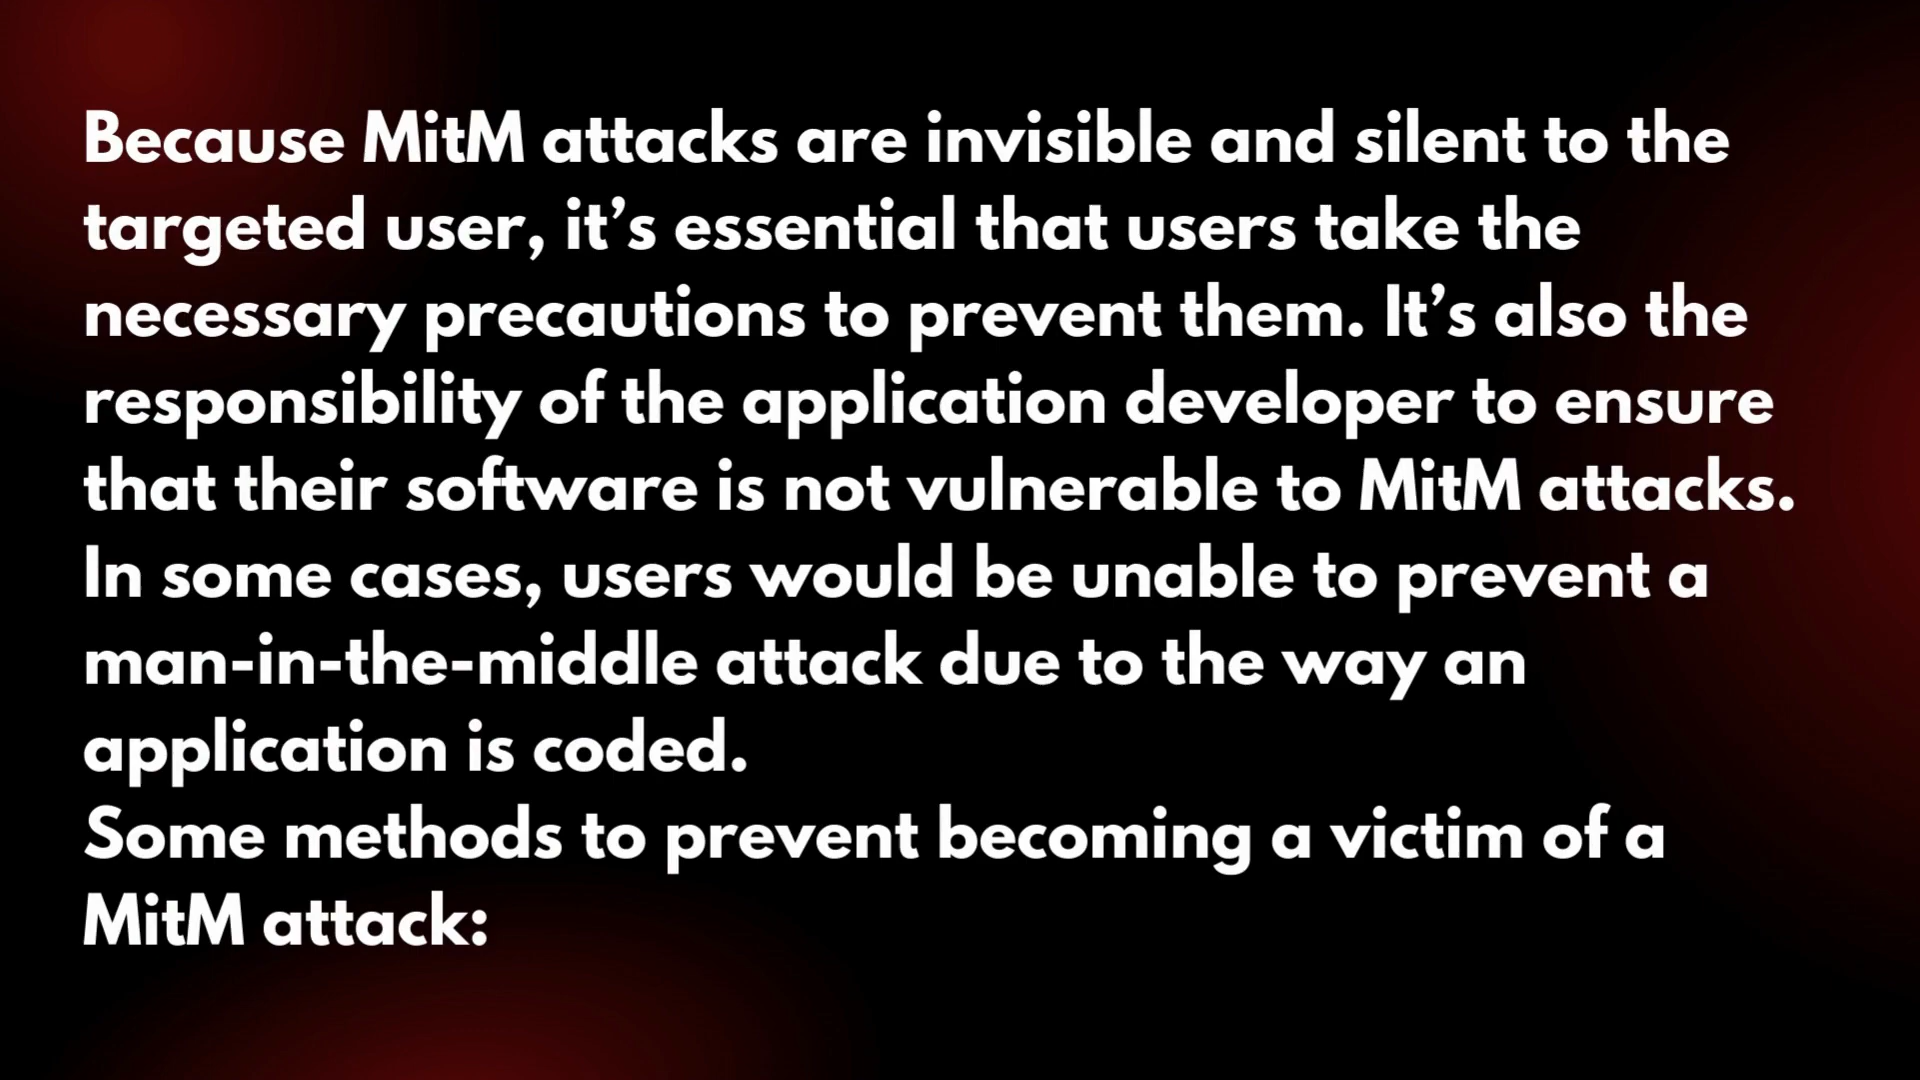 Because MitM attacks are invisible and silent to the
targeted user, it’s essential that users take the
necessary precautions to prevent them. It’s also the
responsibility of the application developer to ensure
that their software is not vulnerable to MitM attacks.
In some cases, users would be unable to prevent a
man-in-the-middle attack due to the way an
application is coded.
Some methods to prevent becoming a victim of a
MitM attack: